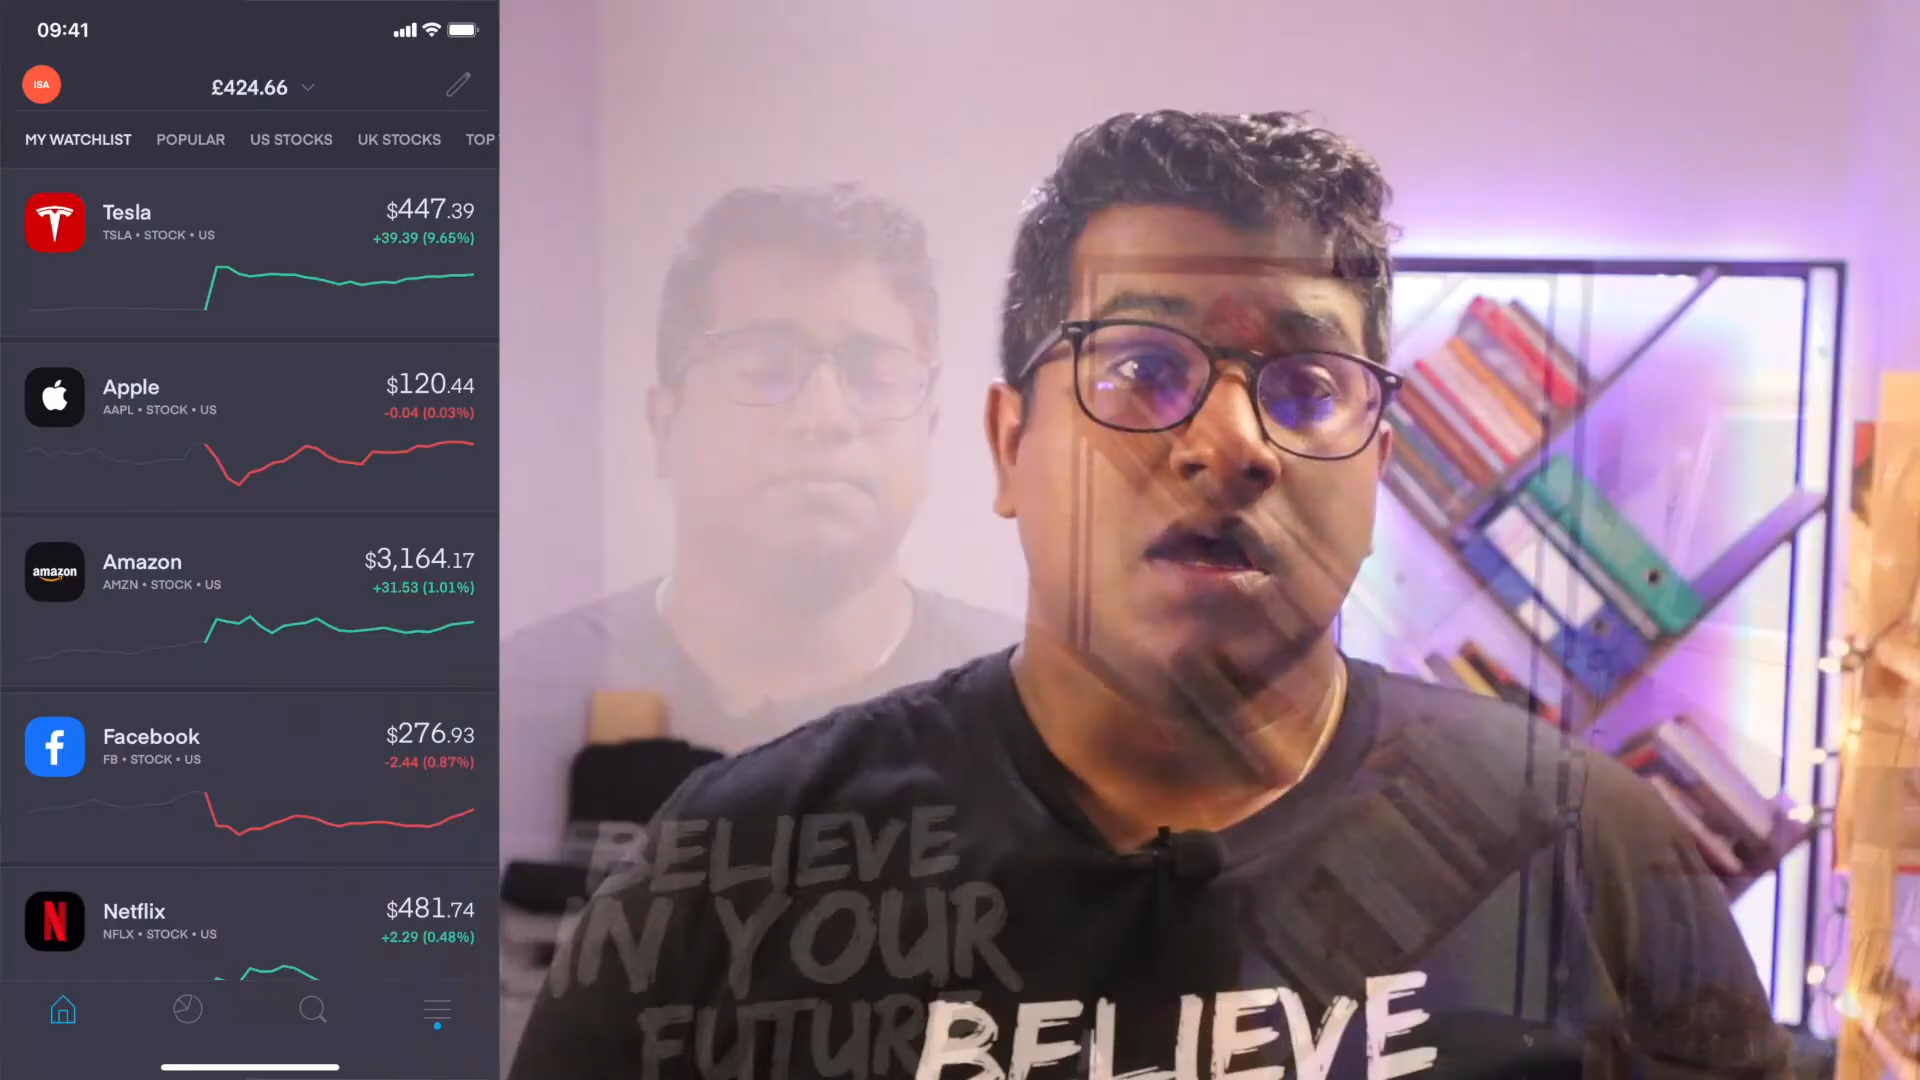 09:41
ISA
£424.66
MY WATCHLIST POPULAR US STOCKS UK STOCKS TOP
Tesla
$447.39
TSLA • STOCK • US
+39.39 (9.65%)
Apple
$120.44
AAPL • STOCK • US
-0.04 (0.03%)
amazon
Amazon
$3,164.17
AMZN • STOCK • US
+31.53 (1.01%)
Facebook
$276.93
FB • STOCK • US
-2.44 (0.87%)
Netflix
$481.74
NFLX • STOCK • US
+2.29 (0.48%)
BELIEVE
IN YOUR
FUTURE
BELIEVE